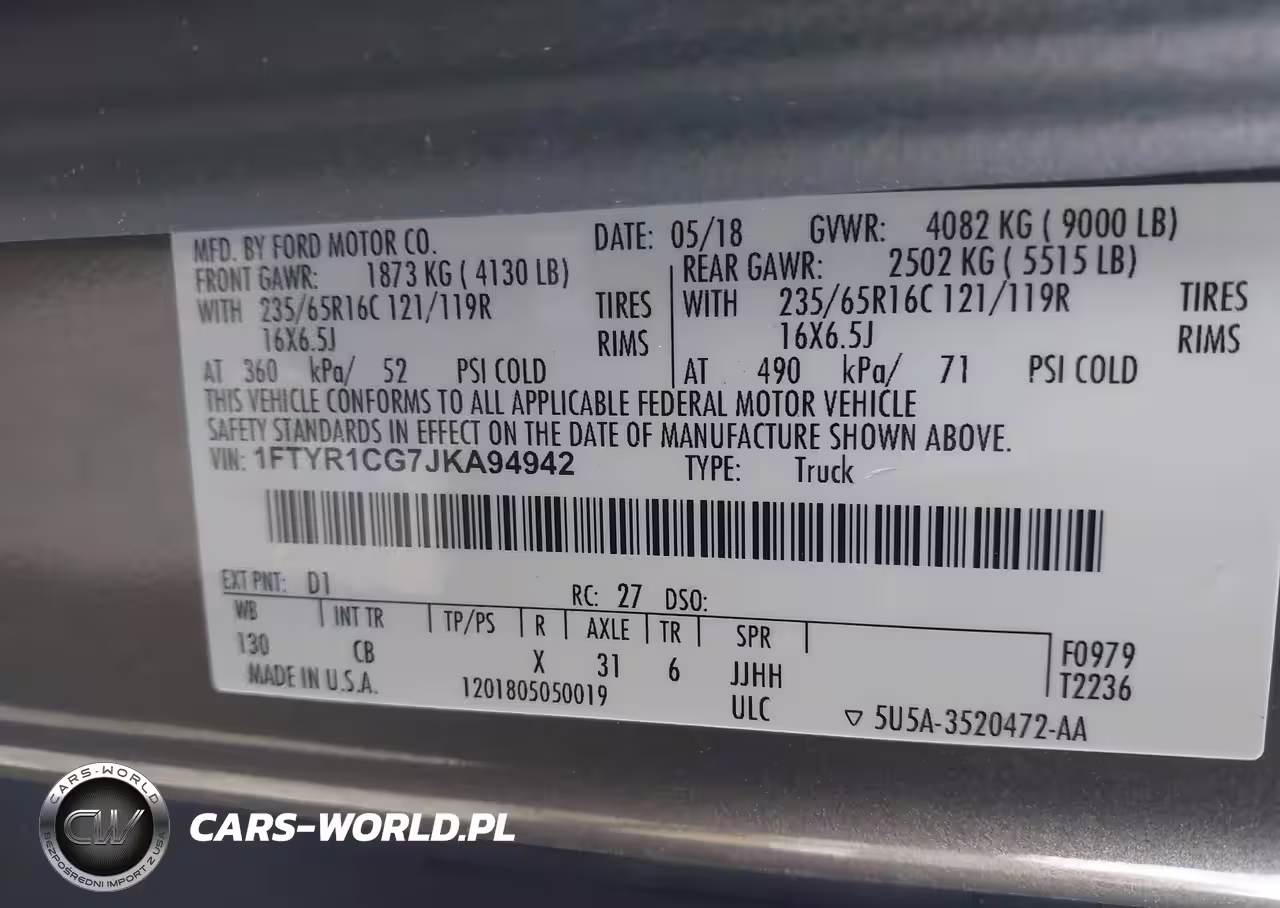 MFD. BY FORD MOTOR CO. DATE: 05/18 GVWR: 4082 KG ( 9000 LB)
FRONT GAWR: 1873 KG ( 4130 LB) REAR GAWR: 2502 KG ( 5515 LB)
WITH 235/65R16C 121/119R TIRES WITH 235/65R16C 121/119R TIRES
16X6.5J RIMS 16X6.5J RIMS
AT 360 kPa/ 52 PSI COLD AT 490 kPa/ 71 PSI COLD
THIS VEHICLE CONFORMS TO ALL APPLICABLE FEDERAL MOTOR VEHICLE
SAFETY STANDARDS IN EFFECT ON THE DATE OF MANUFACTURE SHOWN ABOVE.
VIN: 1FTYR1CG7JKA94942 TYPE: Truck
EXT PNT: D1 RC: 27 DSO:
WB INT TR TP/PS R AXLE TR SPR
130 CB X 31 6 JJHH F0979
MADE IN U.S.A. 1201805050019 ULC T2236
5U5A-3520472-AA
CARS-WORLD
CW
BEZPOŚREDNI IMPORT Z USA
CARS-WORLD.PL